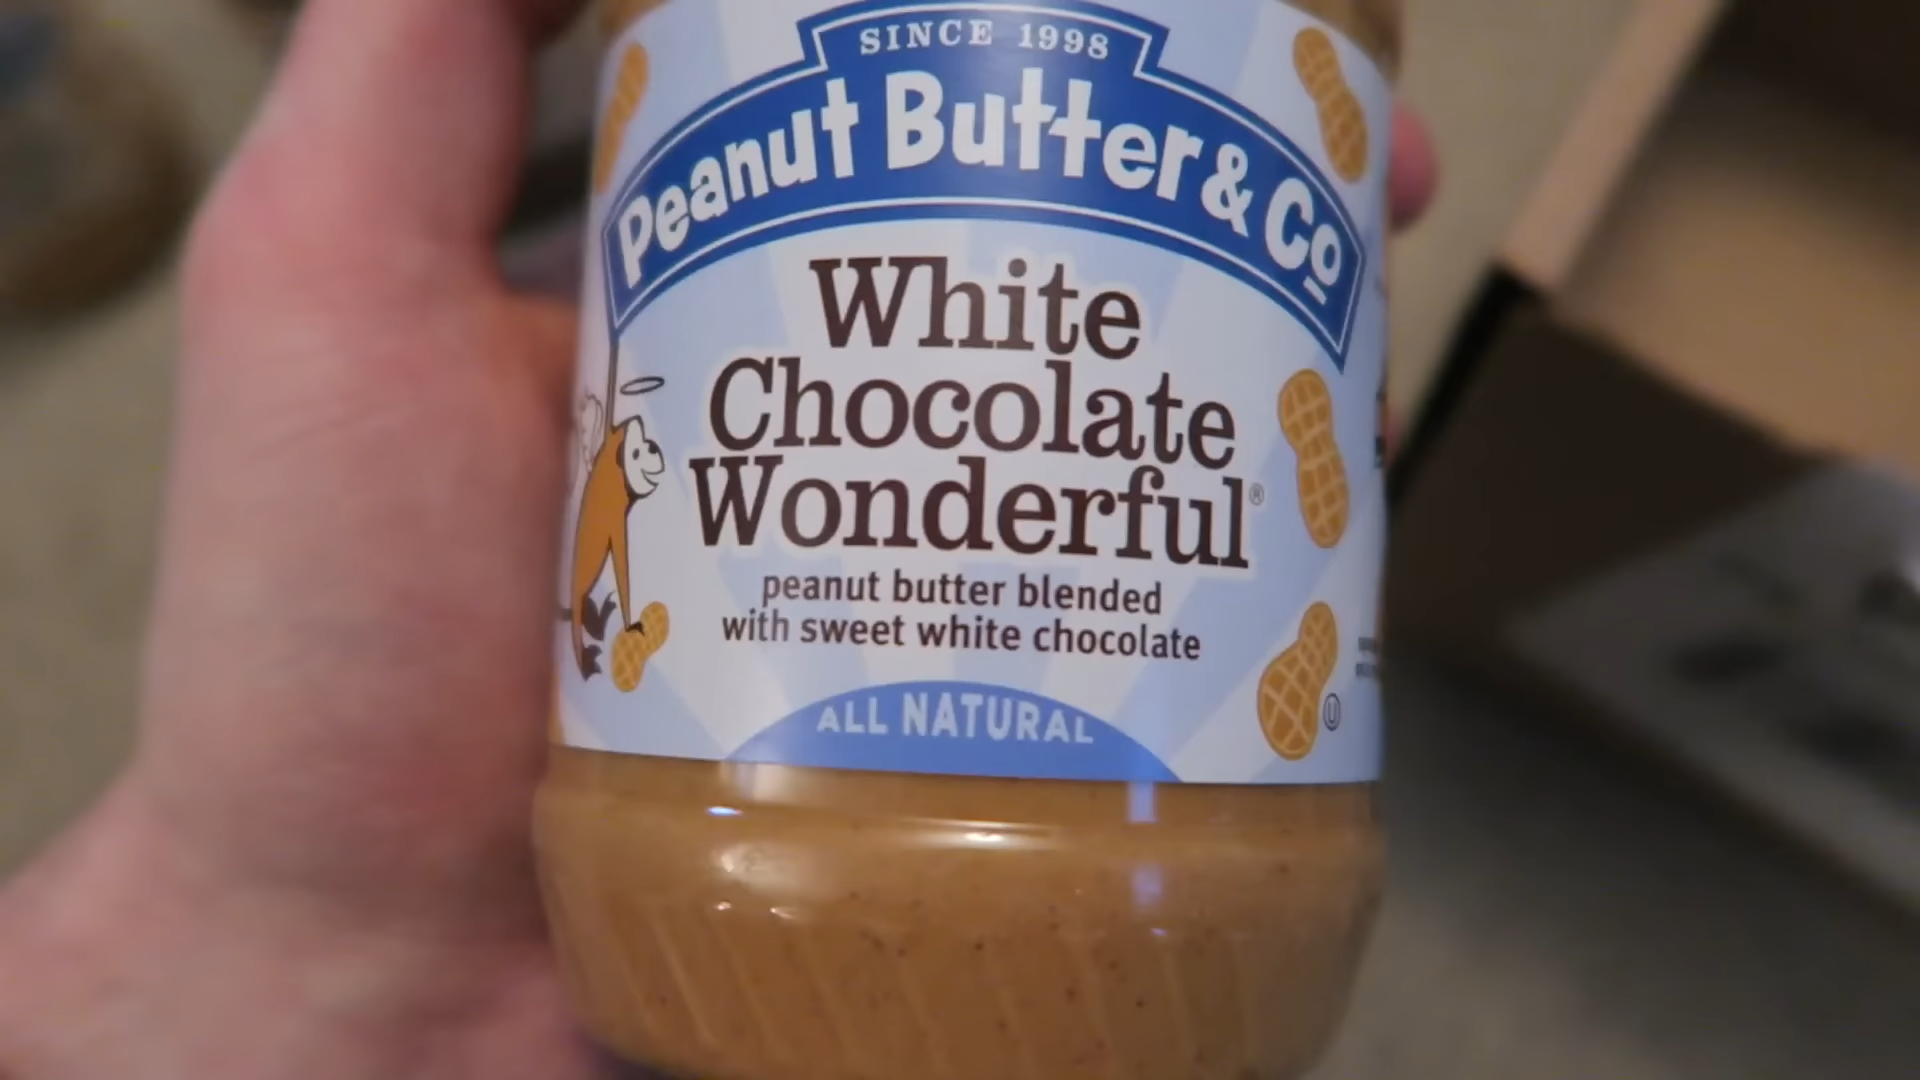 SINCE 1998
Peanut Butter & Co
White
Chocolate
Wonderful®
peanut butter blended
with sweet white chocolate
ALL NATURAL
U